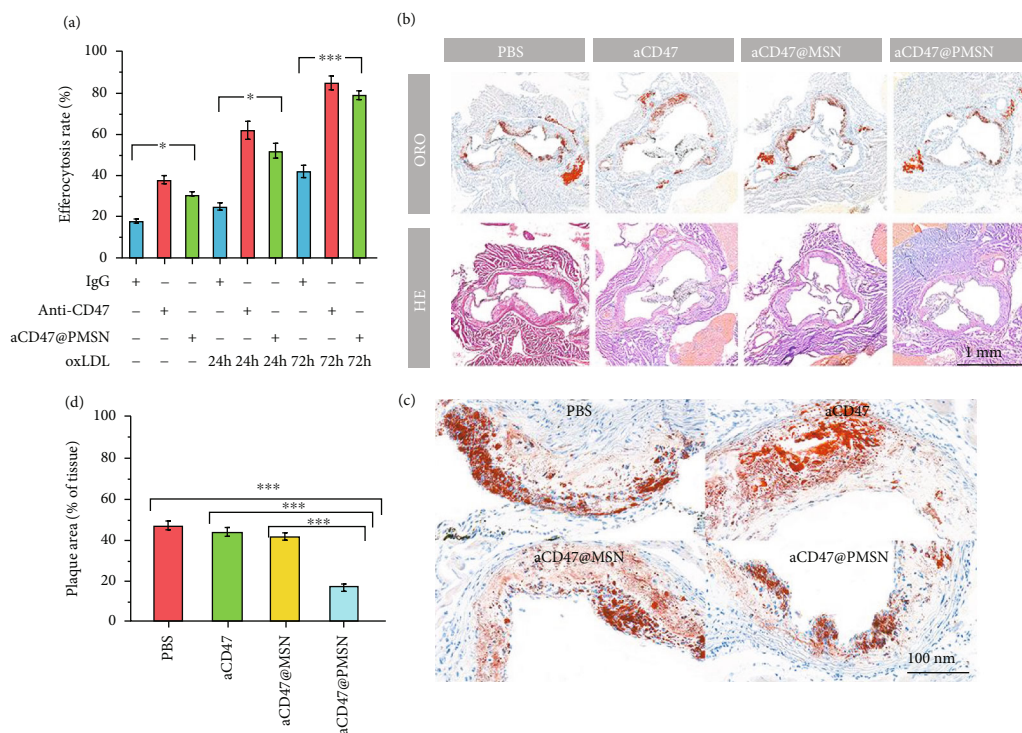 (a)
Efferocytosis rate (%)
100
80
60
40
20
0
* * ***
IgG + – – + – – + – –
Anti-CD47 – + – – + – – + –
aCD47@PMSN – – + – – + – – +
oxLDL – – – 24h 24h 24h 72h 72h 72h
(b)
PBS aCD47 aCD47@MSN aCD47@PMSN
ORO
HE
1 mm
(d)
Plaque area (% of tissue)
100
80
60
40
20
0
***
***
***
PBS
aCD47
aCD47@MSN
aCD47@PMSN
(c)
PBS aCD47
aCD47@MSN aCD47@PMSN
100 nm